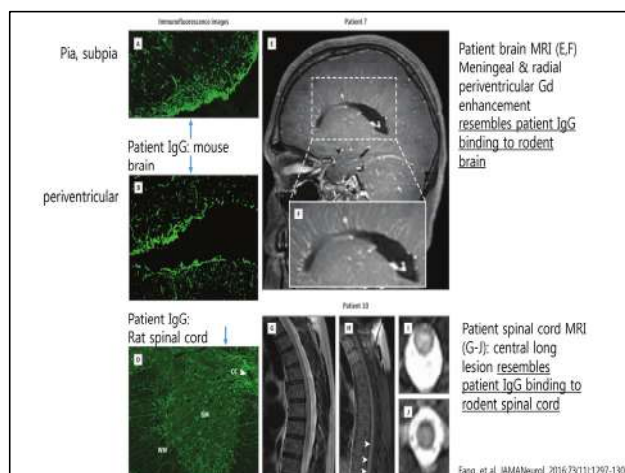 Immunofluorescence images
Patient 7
Pia, subpia
A
E
Patient brain MRI (E,F)
Meningeal & radial
periventricular Gd
enhancement
resembles patient IgG
binding to rodent
brain
Patient IgG: mouse
brain
periventricular
B
F
Patient 10
Patient IgG:
Rat spinal cord
G
H
I
Patient spinal cord MRI
(G-J): central long
lesion resembles
patient IgG binding to
rodent spinal cord
D
CC
GM
WM
J
Fang, et al. JAMANeurol. 2016;73(11):1297-130